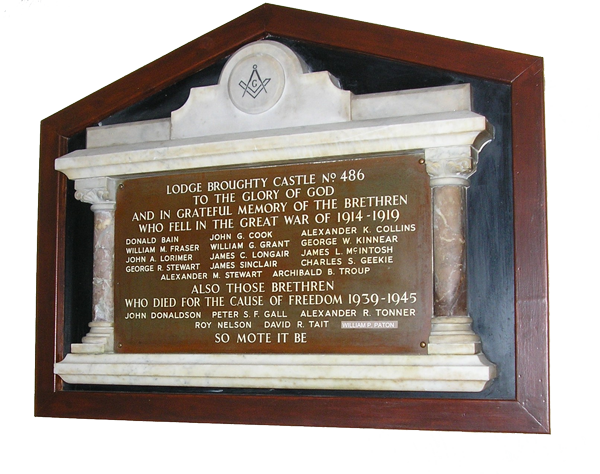 G
LODGE BROUGHTY CASTLE Nº 486
TO THE GLORY OF GOD
AND IN GRATEFUL MEMORY OF THE BRETHREN
WHO FELL IN THE GREAT WAR OF 1914-1919
DONALD BAIN JOHN G. COOK ALEXANDER K. COLLINS
WILLIAM M. FRASER WILLIAM G. GRANT GEORGE W. KINNEAR
JOHN A. LORIMER JAMES C. LONGAIR JAMES L. McINTOSH
GEORGE R. STEWART JAMES SINCLAIR CHARLES S. GEEKIE
ALEXANDER M. STEWART ARCHIBALD B. TROUP
ALSO THOSE BRETHREN
WHO DIED FOR THE CAUSE OF FREEDOM 1939-1945
JOHN DONALDSON PETER S. F. GALL ALEXANDER R. TONNER
ROY NELSON DAVID R. TAIT WILLIAM P. PATON
SO MOTE IT BE